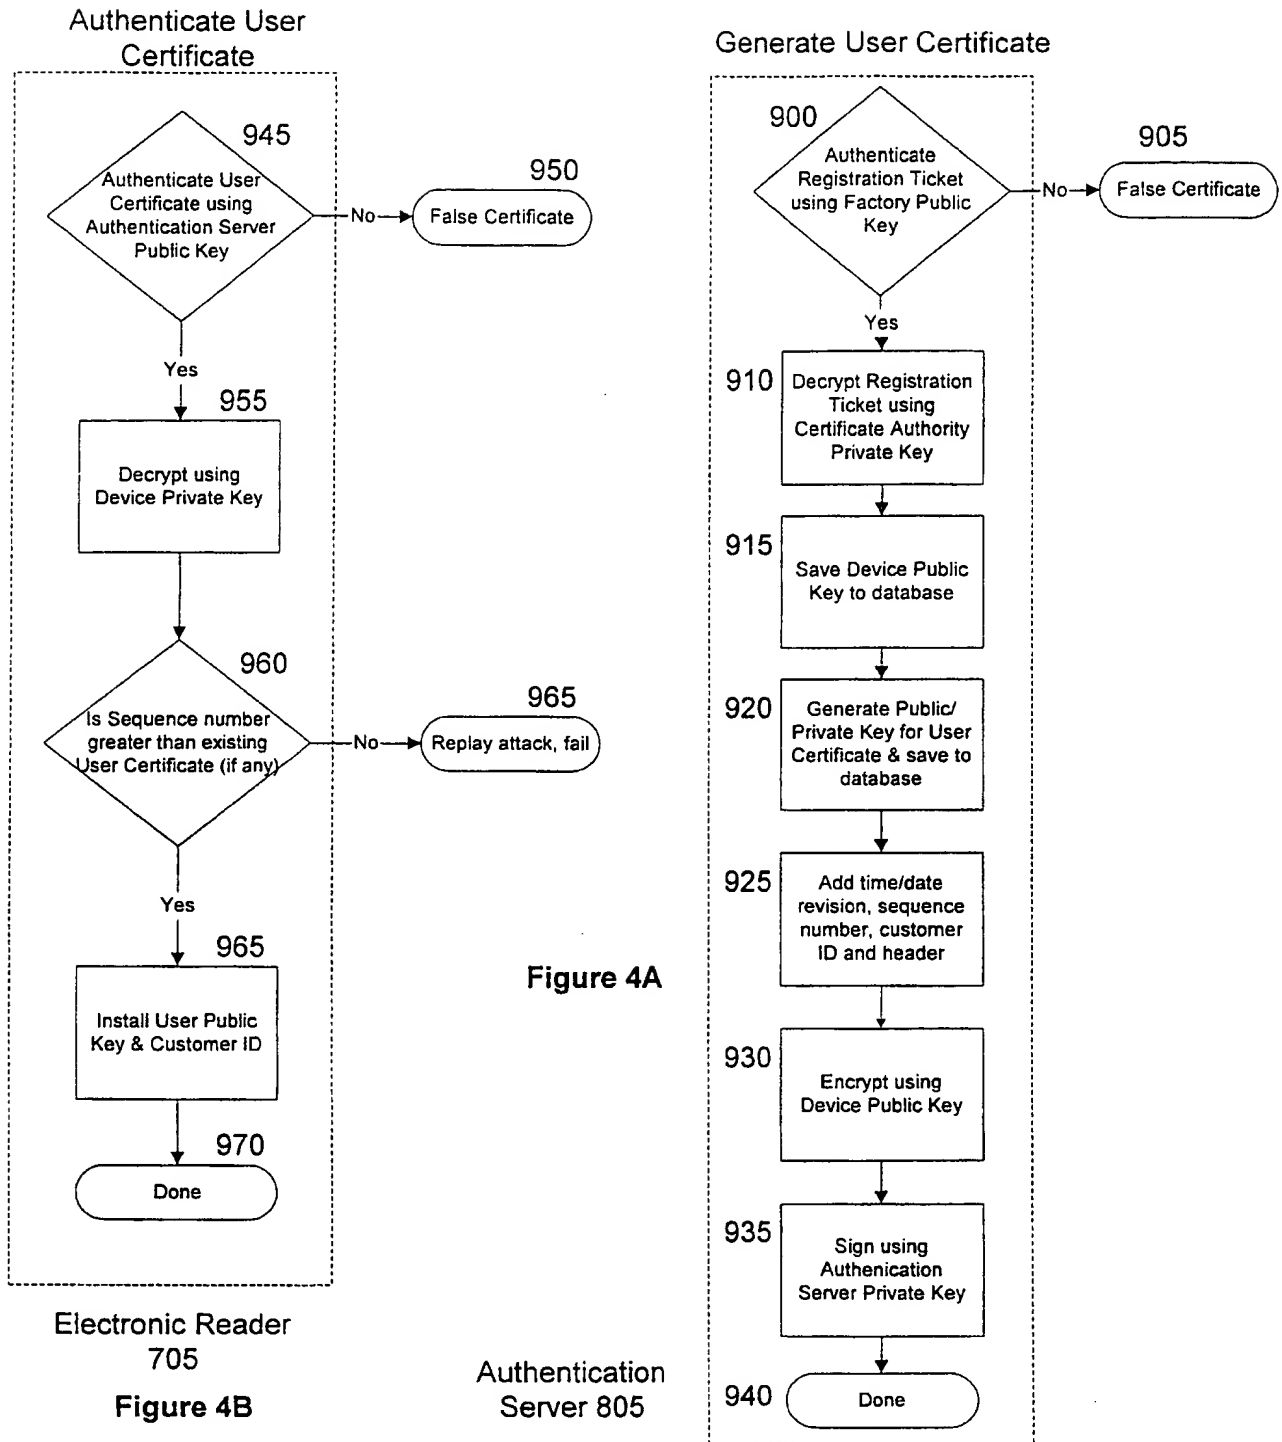 Authenticate User
Certificate
945
Authenticate User
Certificate using
Authentication Server
Public Key
No
950
False Certificate
Yes
955
Decrypt using
Device Private Key
960
Is Sequence number
greater than existing
User Certificate (if any)
No
965
Replay attack, fail
Yes
965
Install User Public
Key & Customer ID
970
Done
Electronic Reader
705
Figure 4B
Generate User Certificate
900
Authenticate
Registration Ticket
using Factory Public
Key
No
905
False Certificate
Yes
910
Decrypt Registration
Ticket using
Certificate Authority
Private Key
915
Save Device Public
Key to database
920
Generate Public/
Private Key for User
Certificate & save to
database
925
Add time/date
revision, sequence
number, customer
ID and header
Figure 4A
930
Encrypt using
Device Public Key
935
Sign using
Authenication
Server Private Key
940
Done
Authentication
Server 805